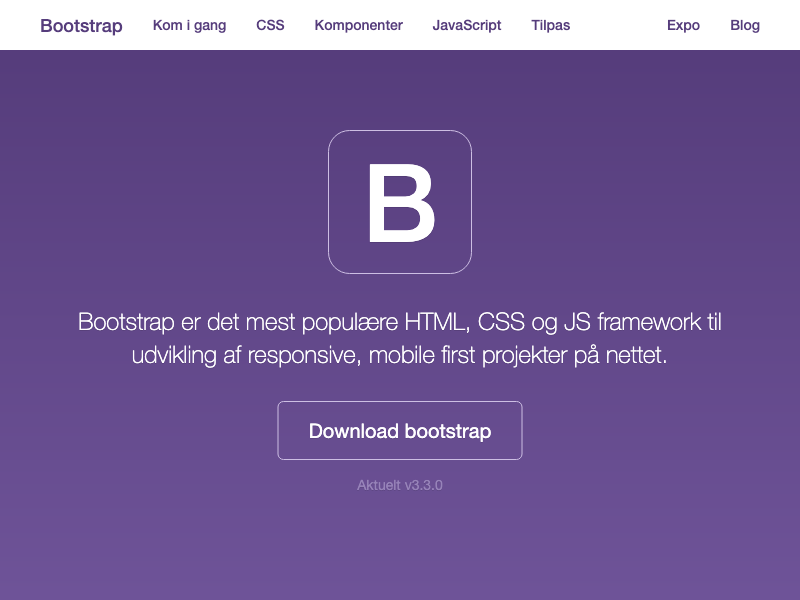 Bootstrap Kom i gang CSS Komponenter JavaScript Tilpas Expo Blog
B
Bootstrap er det mest populære HTML, CSS og JS framework til
udvikling af responsive, mobile first projekter på nettet.
Download bootstrap
Aktuelt v3.3.0